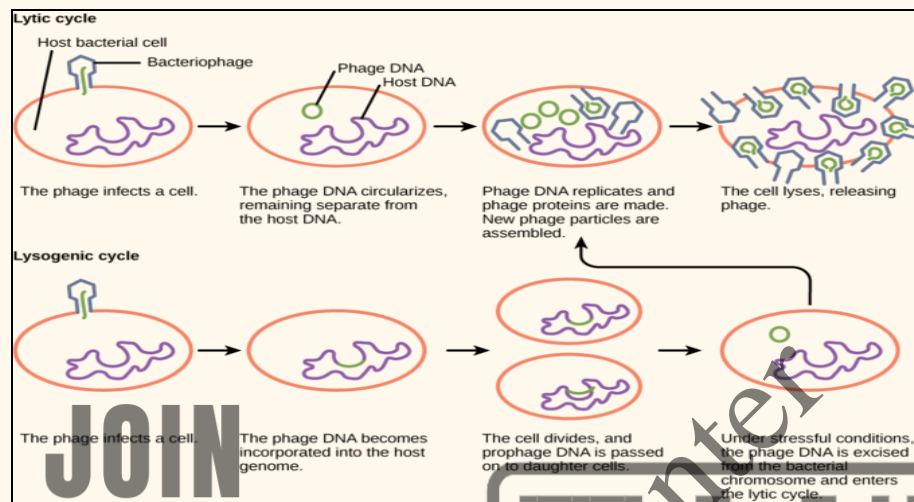 Lytic cycle
Host bacterial cell
Bacteriophage
Phage DNA
Host DNA
The phage infects a cell.
The phage DNA circularizes,
remaining separate from
the host DNA.
Phage DNA replicates and
phage proteins are made.
New phage particles are
assembled.
The cell lyses, releasing
phage.
Lysogenic cycle
The phage infects a cell.
The phage DNA becomes
incorporated into the host
genome.
The cell divides, and
prophage DNA is passed
on to daughter cells.
Under stressful conditions,
the phage DNA is excised
from the bacterial
chromosome and enters
the lytic cycle.
JOIN